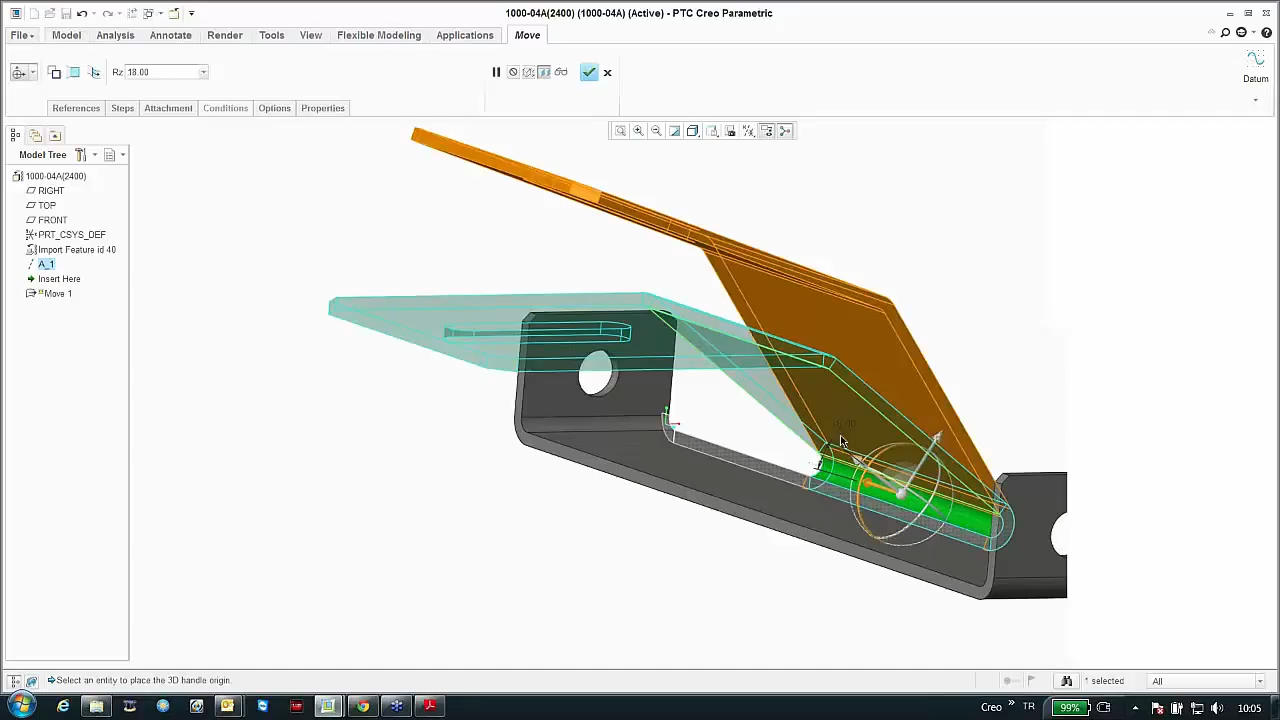 1000-04A(2400) (1000-04A) (Active) - PTC Creo Parametric
File Model Analysis Annotate Render Tools View Flexible Modeling Applications Move
Rz 18.00
Datum
References Steps Attachment Conditions Options Properties
Model Tree
1000-04A(2400)
RIGHT
TOP
FRONT
PRT_CSYS_DEF
Import Feature id 40
A_1
Insert Here
Move 1
Select an entity to place the 3D handle origin.
1 selected
All
Creo
TR
99%
10:05